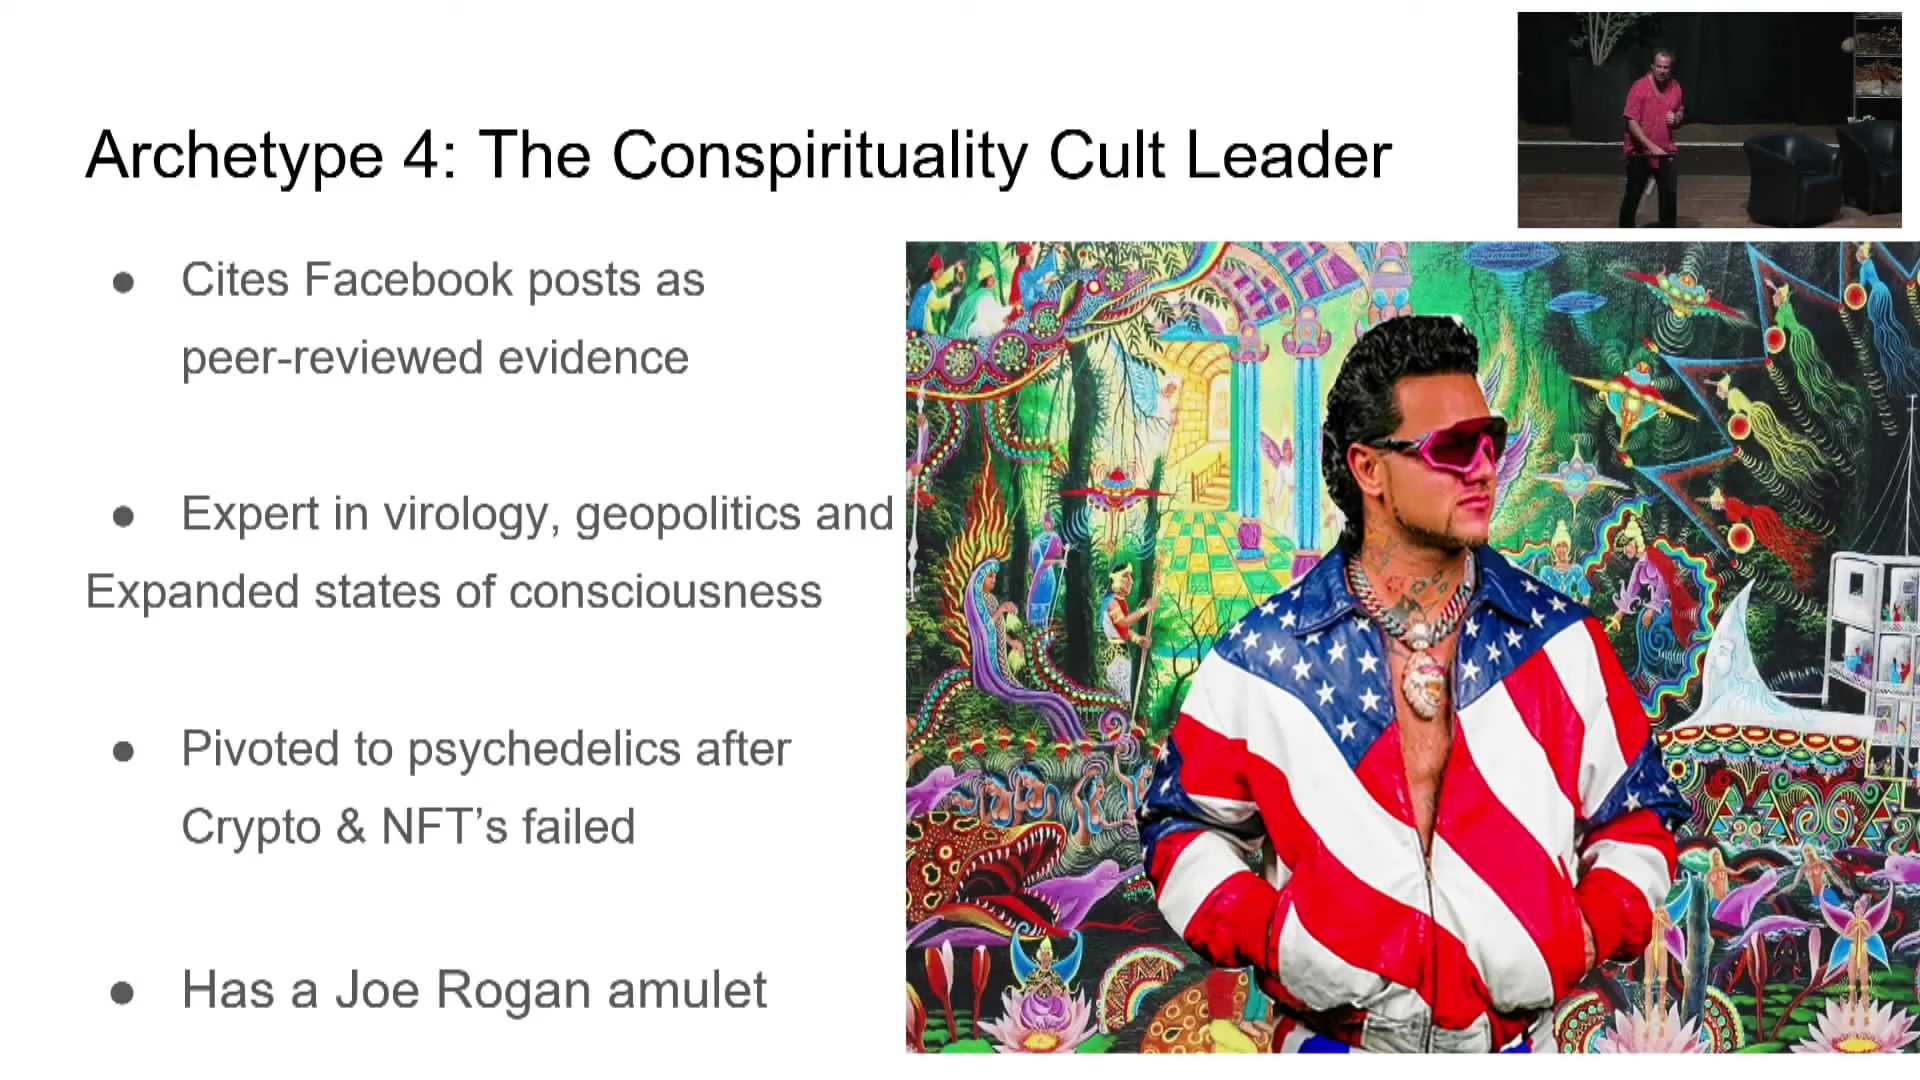 Archetype 4: The Conspirituality Cult Leader
● Cites Facebook posts as
peer-reviewed evidence
● Expert in virology, geopolitics and
Expanded states of consciousness
● Pivoted to psychedelics after
Crypto & NFT’s failed
● Has a Joe Rogan amulet